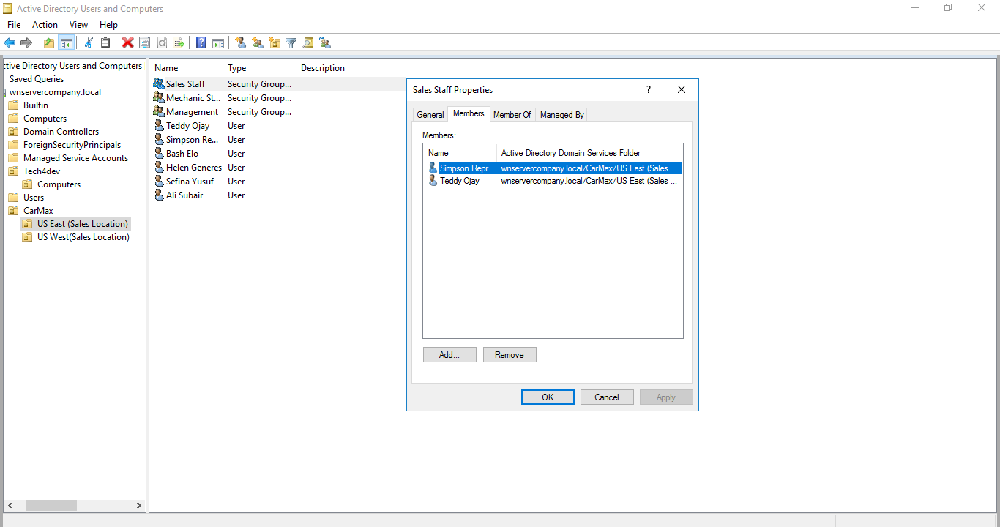 Active Directory Users and Computers
File Action View Help
ctive Directory Users and Computers
Saved Queries
wnservercompany.local
Builtin
Computers
Domain Controllers
ForeignSecurityPrincipals
Managed Service Accounts
Tech4dev
Computers
Users
CarMax
US East (Sales Location)
US West(Sales Location)
Name Type Description
Sales Staff Security Group...
Mechanic St... Security Group...
Management Security Group...
Teddy Ojay User
Simpson Re... User
Bash Elo User
Helen Generes User
Sefina Yusuf User
Ali Subair User
Sales Staff Properties
General Members Member Of Managed By
Members:
Name Active Directory Domain Services Folder
Simpson Repr... wnservercompany.local/CarMax/US East (Sales ...
Teddy Ojay wnservercompany.local/CarMax/US East (Sales ...
Add... Remove
OK Cancel Apply